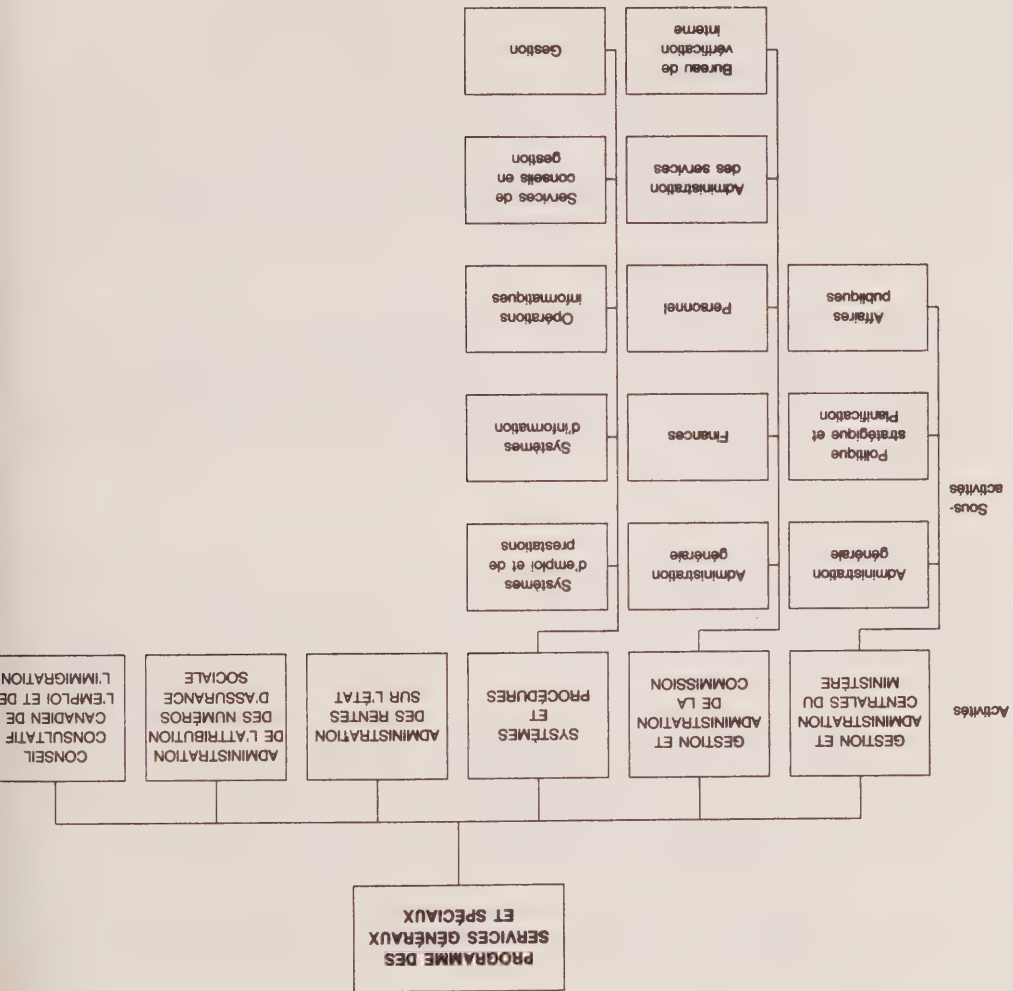 PROGRAMME DES
SERVICES GÉNÉRAUX
ET SPÉCIAUX
Activités
GESTION ET
ADMINISTRATION
CENTRALES DU
MINISTÈRE
GESTION ET
ADMINISTRATION
DE LA
COMMISSION
SYSTÈMES
ET
PROCÉDURES
ADMINISTRATION
DES RENTES
SUR L'ÉTAT
ADMINISTRATION
DE L'ATTRIBUTION
DES NUMÉROS
D'ASSURANCE
SOCIALE
CONSEIL
CONSULTATIF
CANADIEN DE
L'EMPLOI ET DE
L'IMMIGRATION
Sous-
activités
Administration
générale
Politique
stratégique et
Planification
Affaires
publiques
Administration
générale
Finances
Personnel
Administration
des services
Bureau de
vérification
interne
Systèmes
d'emploi et de
prestations
Systèmes
d'information
Opérations
informatiques
Services de
conseils en
gestion
Gestion